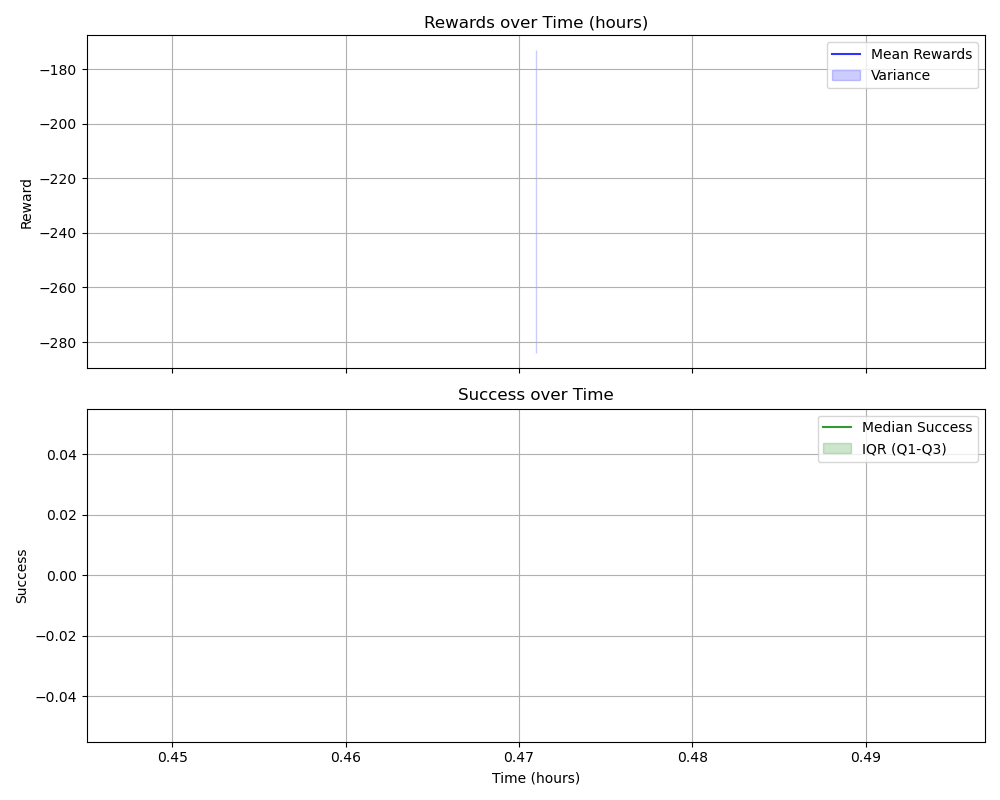 Rewards over Time (hours)
Mean Rewards
Variance
Reward
−180
−200
−220
−240
−260
−280
Success over Time
Median Success
IQR (Q1-Q3)
Success
0.04
0.02
0.00
−0.02
−0.04
0.45 0.46 0.47 0.48 0.49
Time (hours)